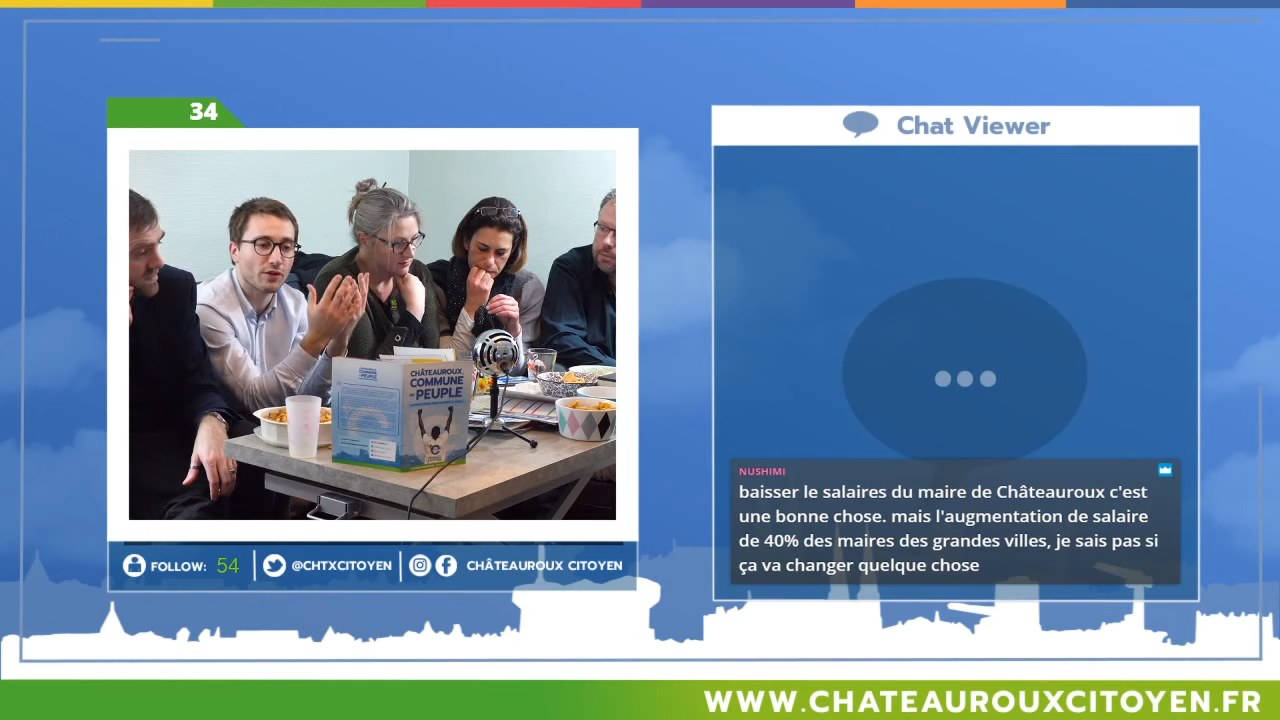 34
Chat Viewer
CHÂTEAUROUX,
COMMUNE
DU PEUPLE
NUSHIMI
baisser le salaires du maire de Châteauroux c'est
une bonne chose. mais l'augmentation de salaire
de 40% des maires des grandes villes, je sais pas si
ça va changer quelque chose
FOLLOW: 54
@CHTXCITOYEN
CHÂTEAUROUX CITOYEN
WWW.CHATEAUROUXCITOYEN.FR